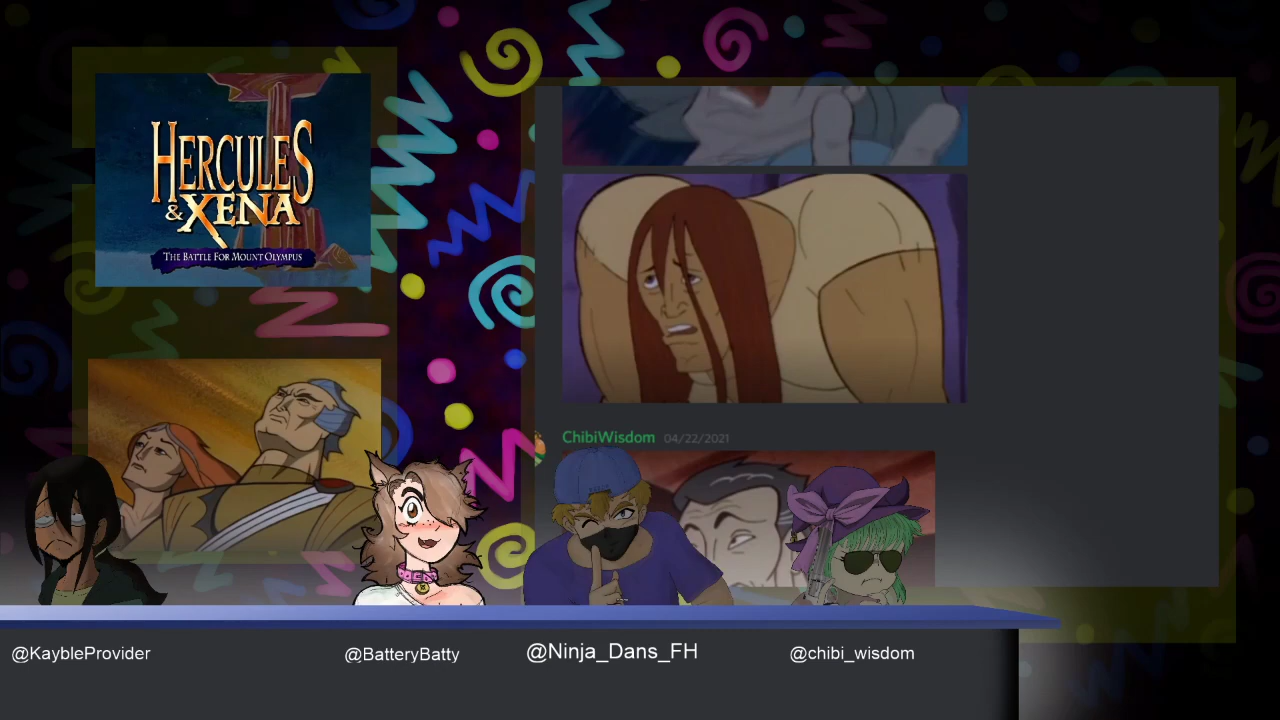 HERCULES
& XENA
THE BATTLE FOR MOUNT OLYMPUS
ChibiWisdom 04/22/2021
@KaybleProvider
@BatteryBatty
@Ninja_Dans_FH
@chibi_wisdom